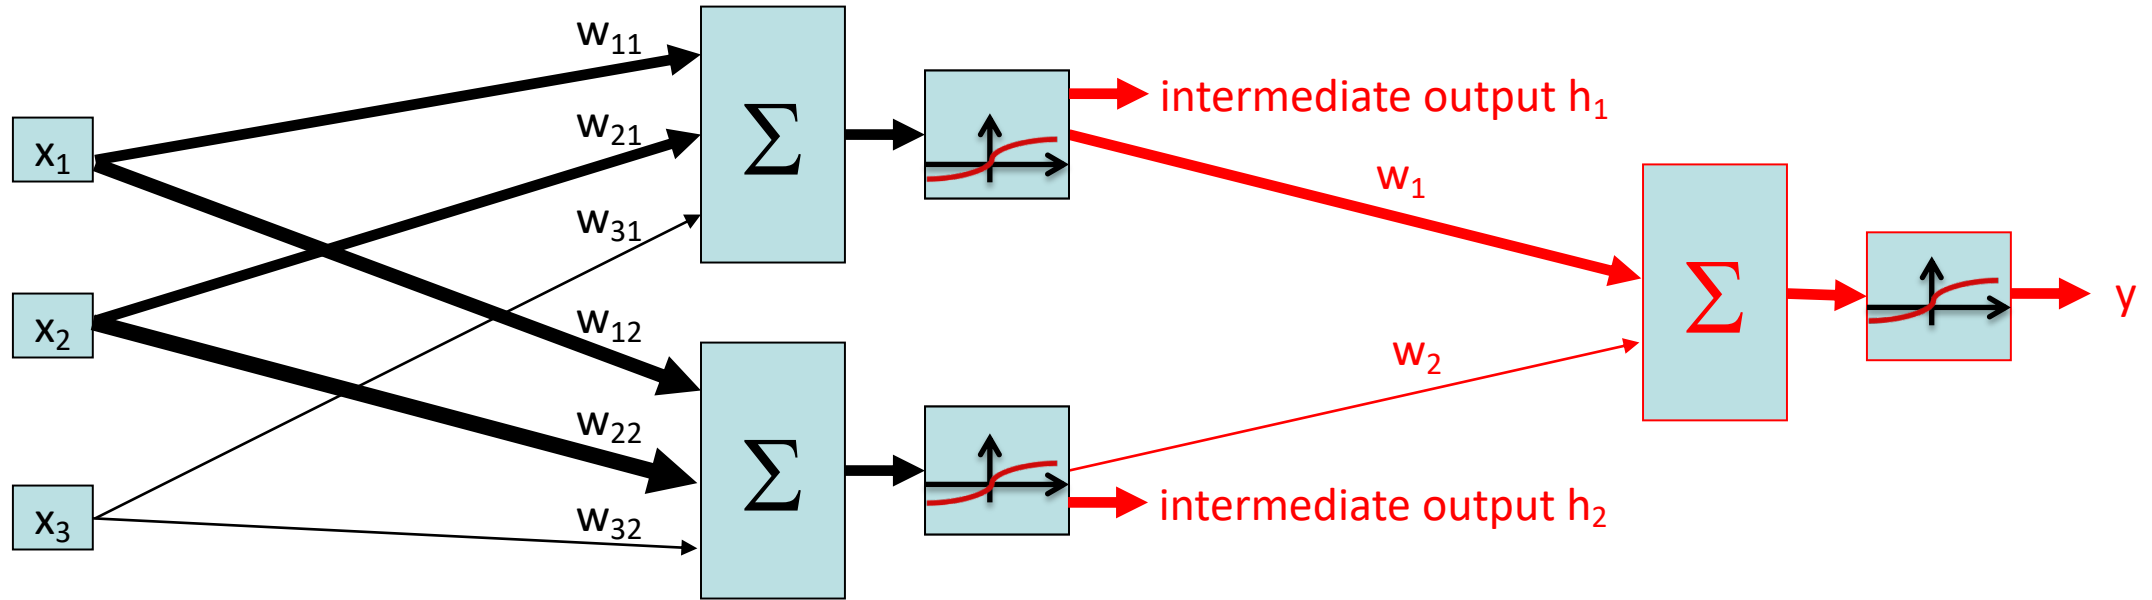 x₁
x₂
x₃
w₁₁
w₂₁
w₃₁
w₁₂
w₂₂
w₃₂
Σ
Σ
intermediate output h₁
w₁
w₂
intermediate output h₂
Σ
y